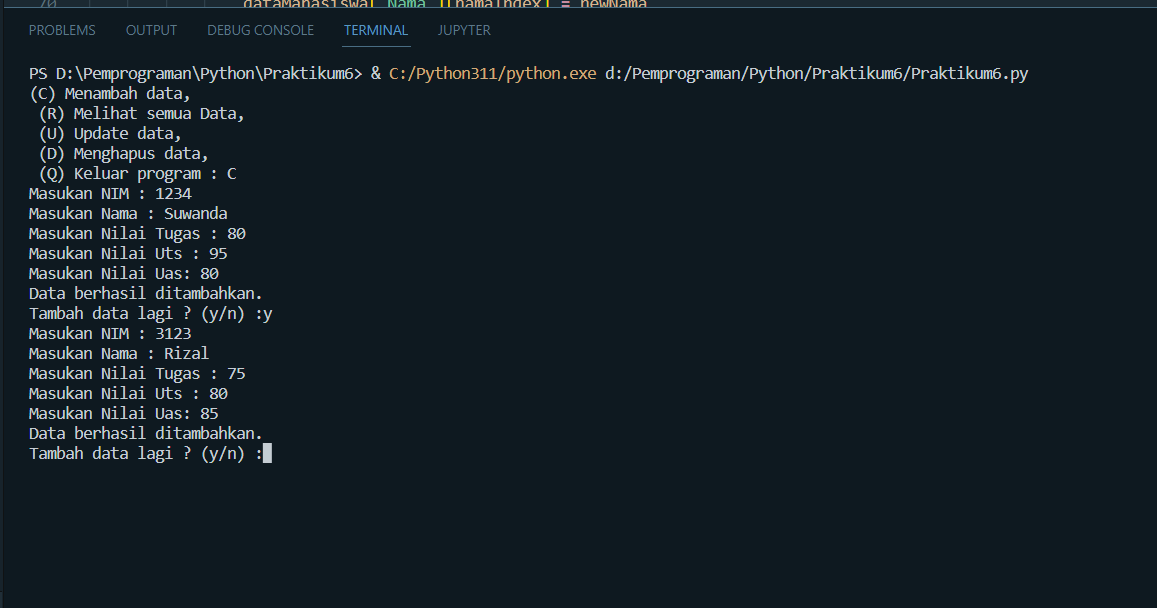 70 dataMahasiswa['Nama'][namaIndex] = newNama
PROBLEMS OUTPUT DEBUG CONSOLE TERMINAL JUPYTER
PS D:\Pemprograman\Python\Praktikum6> & C:/Python311/python.exe d:/Pemprograman/Python/Praktikum6/Praktikum6.py
(C) Menambah data,
(R) Melihat semua Data,
(U) Update data,
(D) Menghapus data,
(Q) Keluar program : C
Masukan NIM : 1234
Masukan Nama : Suwanda
Masukan Nilai Tugas : 80
Masukan Nilai Uts : 95
Masukan Nilai Uas: 80
Data berhasil ditambahkan.
Tambah data lagi ? (y/n) :y
Masukan NIM : 3123
Masukan Nama : Rizal
Masukan Nilai Tugas : 75
Masukan Nilai Uts : 80
Masukan Nilai Uas: 85
Data berhasil ditambahkan.
Tambah data lagi ? (y/n) :